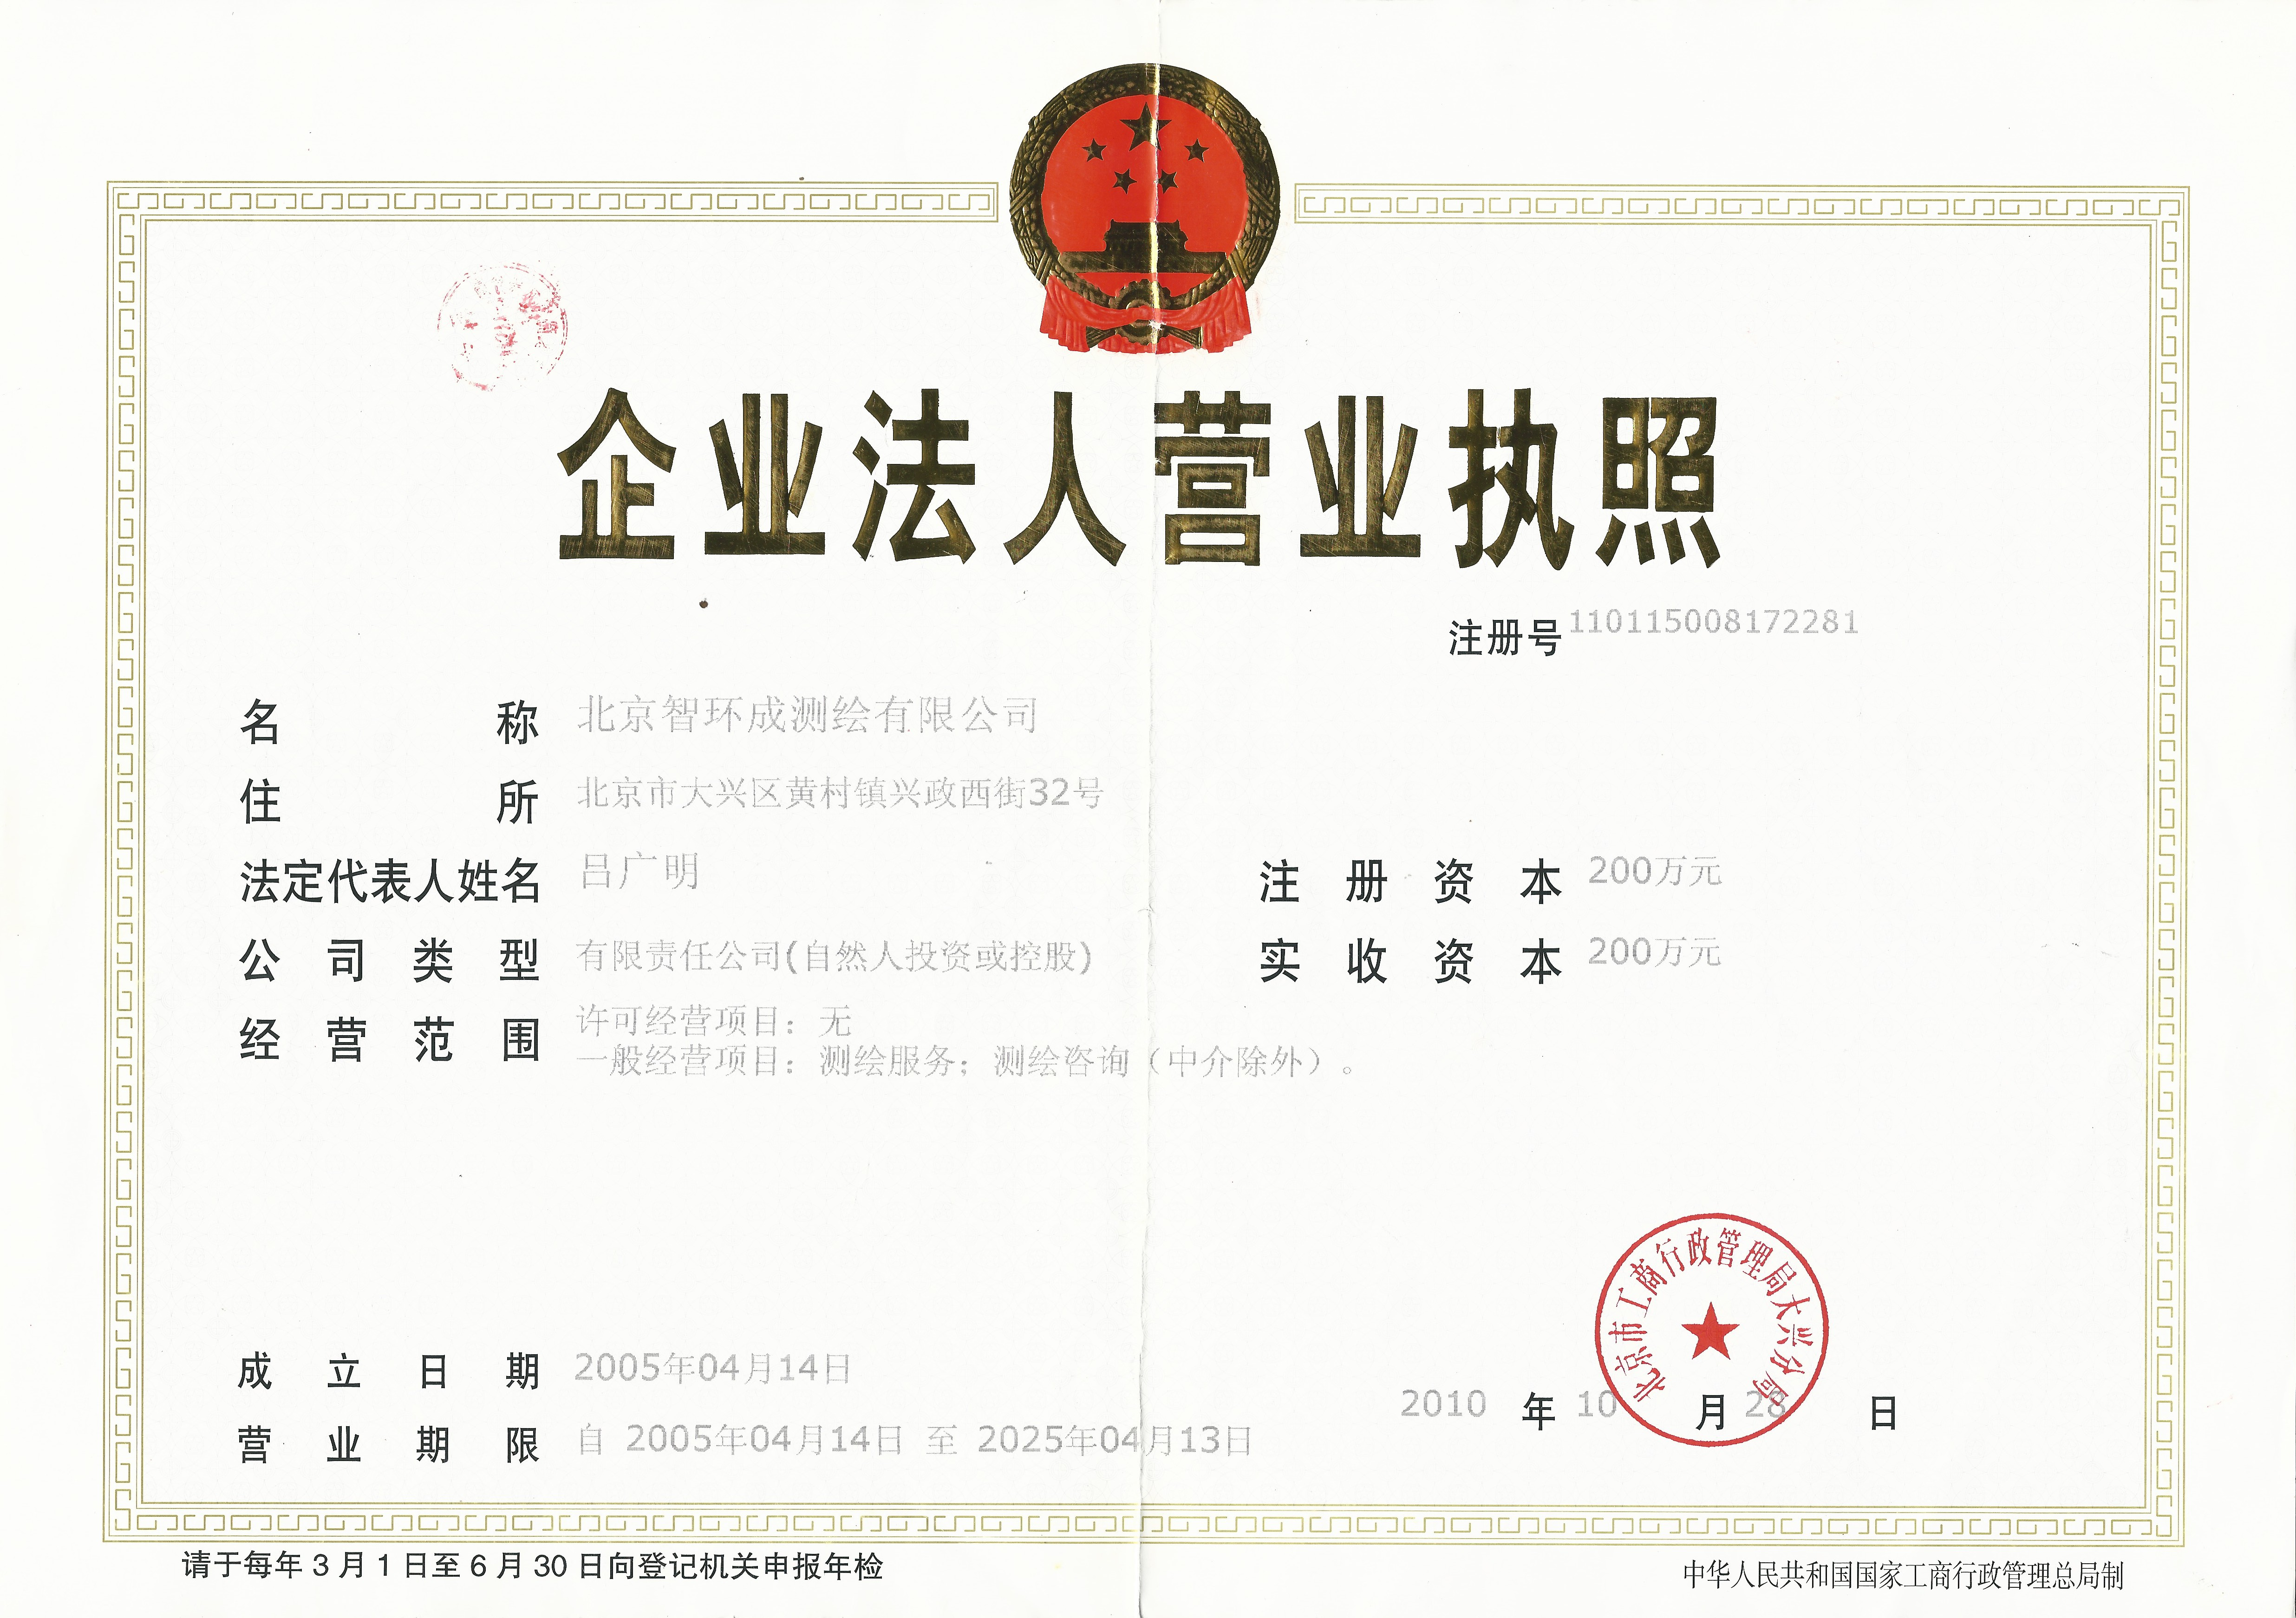 企业法人营业执照
注册号 110115008172281
名称 北京智环成测绘有限公司
住所 北京市大兴区黄村镇兴政西街32号
法定代表人姓名 吕广明
注册资本 200万元
公司类型 有限责任公司(自然人投资或控股)
实收资本 200万元
经营范围 许可经营项目：无
一般经营项目：测绘服务；测绘咨询（中介除外）。
北京市工商行政管理局大兴分局
成立日期 2005年04月14日
2010 年 10 月 28 日
营业期限 自 2005年04月14日 至 2025年04月13日
请于每年3月1日至6月30日向登记机关申报年检
中华人民共和国国家工商行政管理总局制